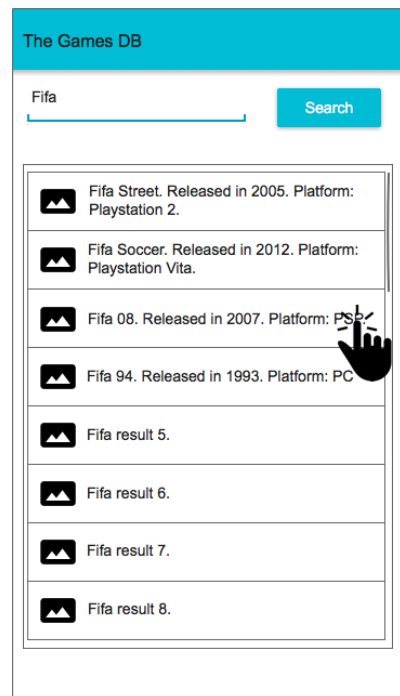 The Games DB
Fifa
Search
Fifa Street. Released in 2005. Platform:
Playstation 2.
Fifa Soccer. Released in 2012. Platform:
Playstation Vita.
Fifa 08. Released in 2007. Platform: PSP.
Fifa 94. Released in 1993. Platform: PC
Fifa result 5.
Fifa result 6.
Fifa result 7.
Fifa result 8.